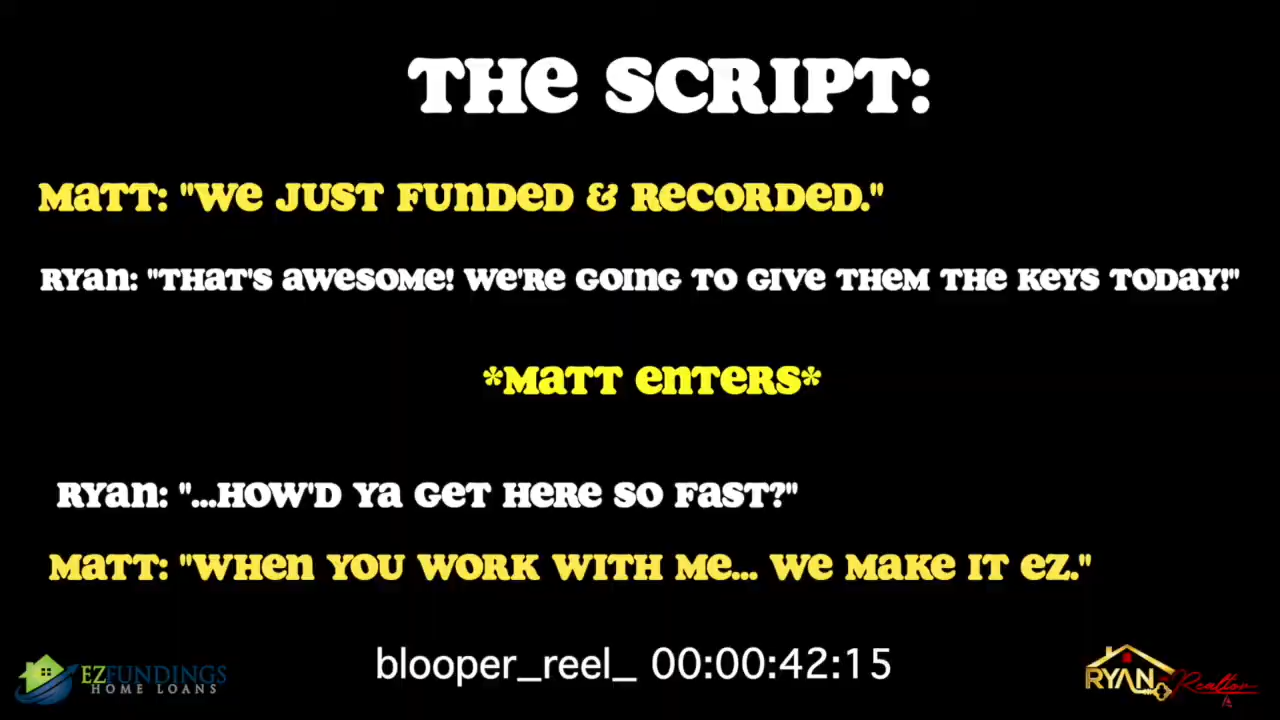 THE SCRIPT:
MATT: "WE JUST FUNDED & RECORDED."
RYAN: "THAT'S AWESOME! WE'RE GOING TO GIVE THEM THE KEYS TODAY!"
*MATT ENTERS*
RYAN: "...HOW'D YA GET HERE SO FAST?"
MATT: "WHEN YOU WORK WITH ME... WE MAKE IT EZ."
blooper_reel_ 00:00:42:15
EZFUNDINGS
HOME LOANS
RYAN Realtor